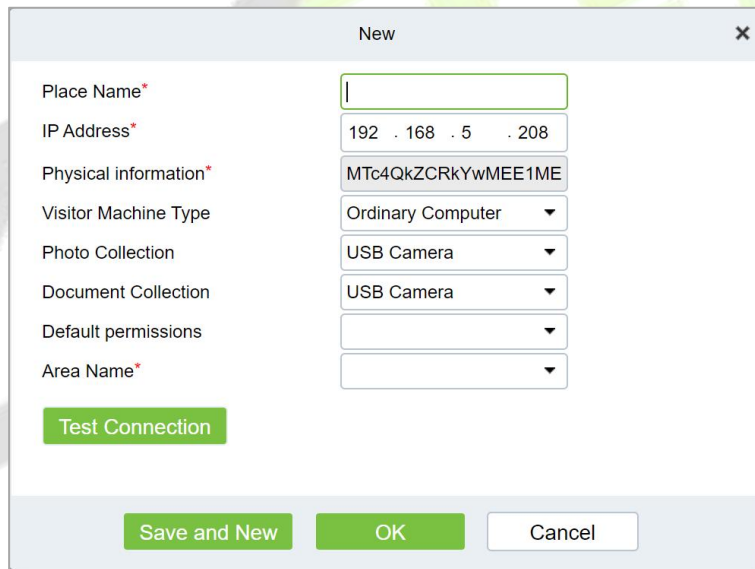 New
Place Name*
IP Address* 192 . 168 . 5 . 208
Physical information* MTc4QkZCRkYwMEE1ME
Visitor Machine Type Ordinary Computer
Photo Collection USB Camera
Document Collection USB Camera
Default permissions
Area Name*
Test Connection
Save and New OK Cancel